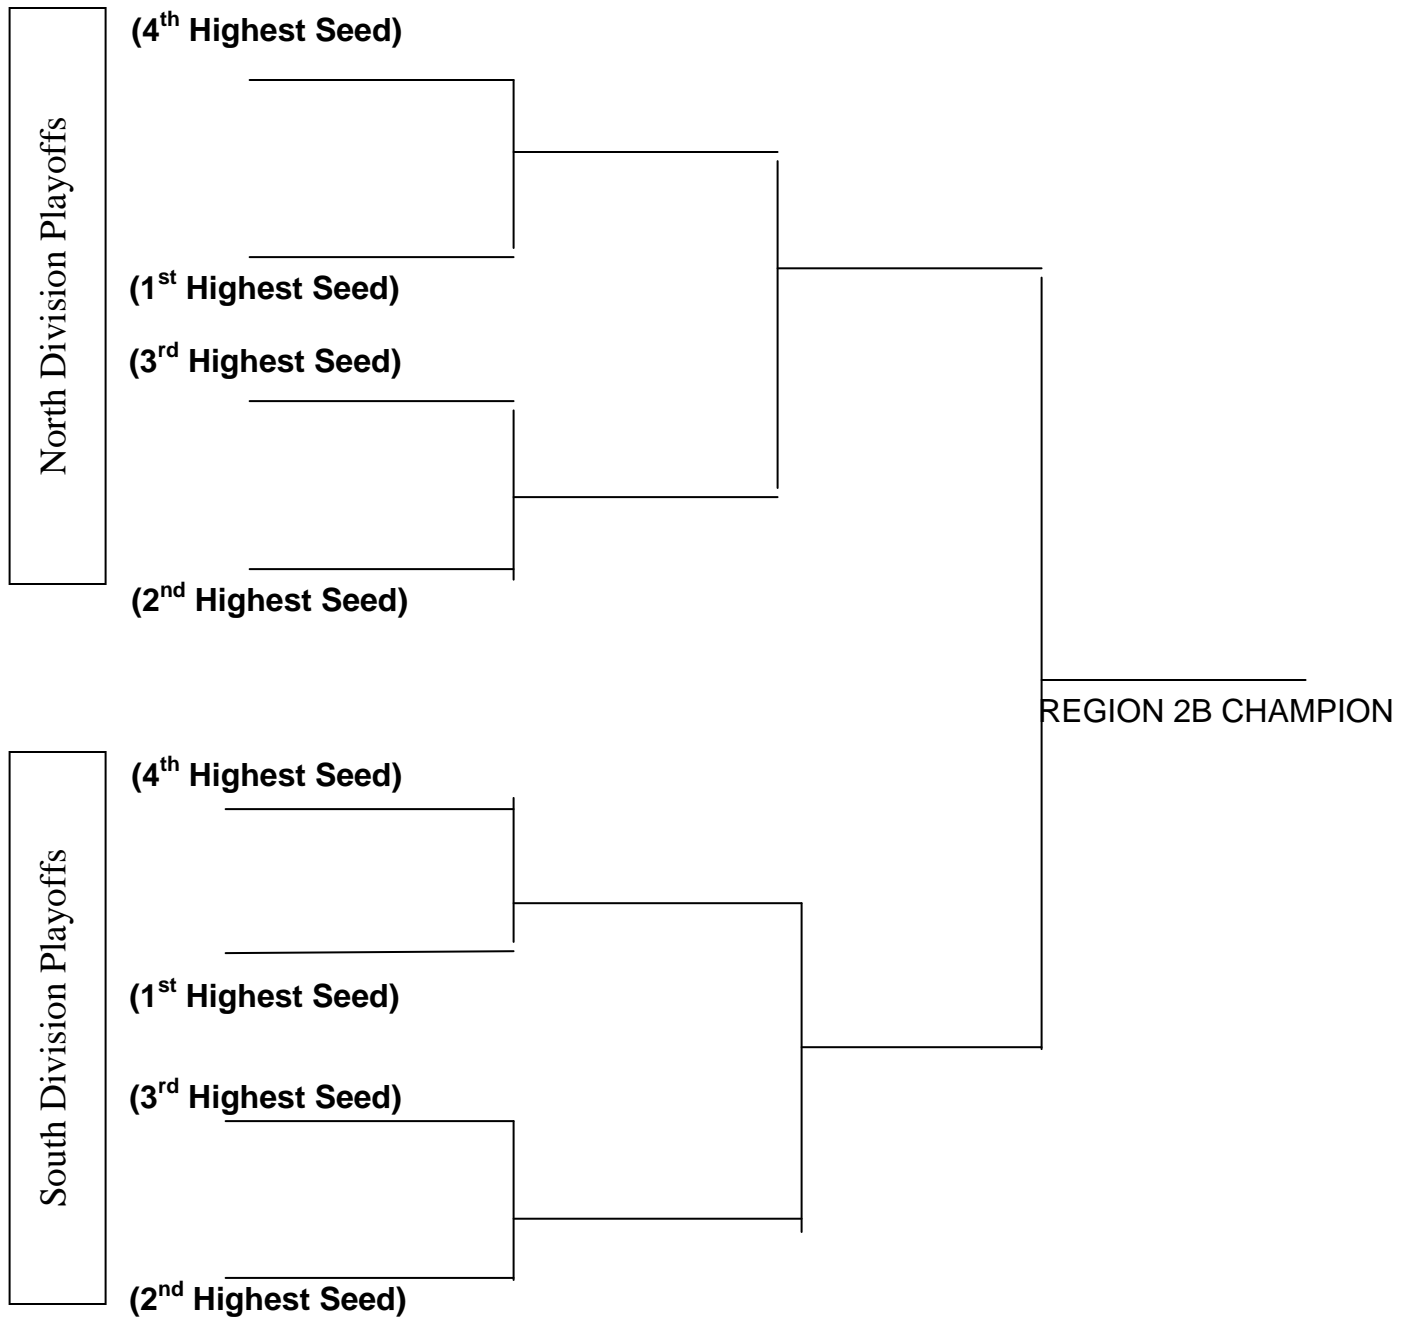 North Division Playoffs
(4th Highest Seed)
(1st Highest Seed)
(3rd Highest Seed)
(2nd Highest Seed)
REGION 2B CHAMPION
South Division Playoffs
(4th Highest Seed)
(1st Highest Seed)
(3rd Highest Seed)
(2nd Highest Seed)